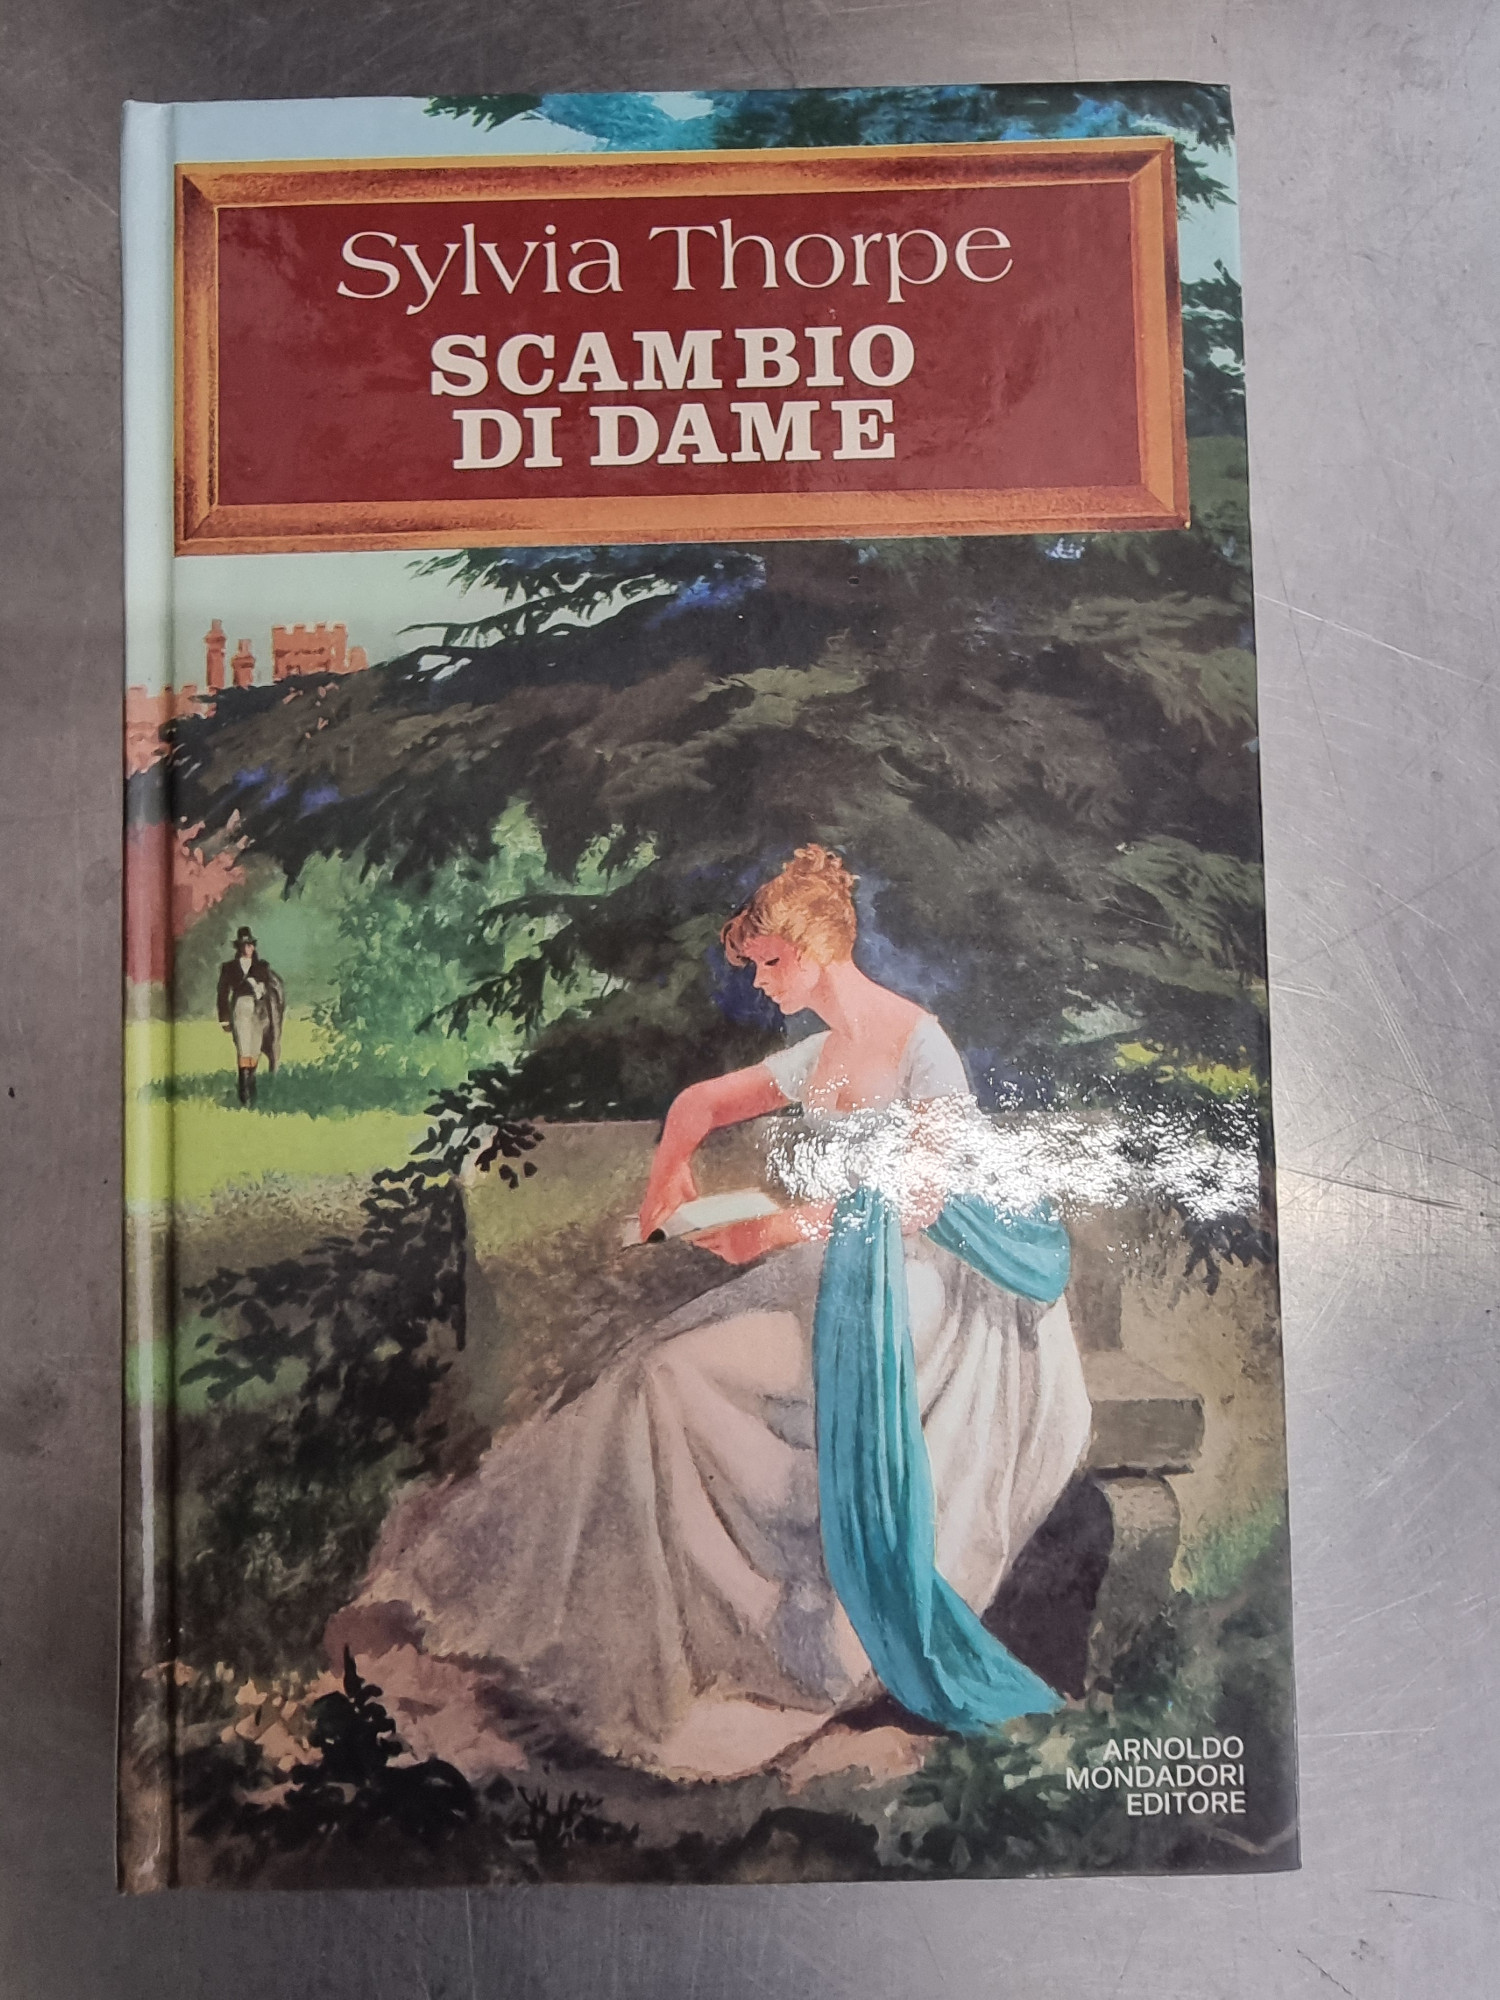 Sylvia Thorpe
SCAMBIO
DI DAME
ARNOLDO
MONDADORI
EDITORE